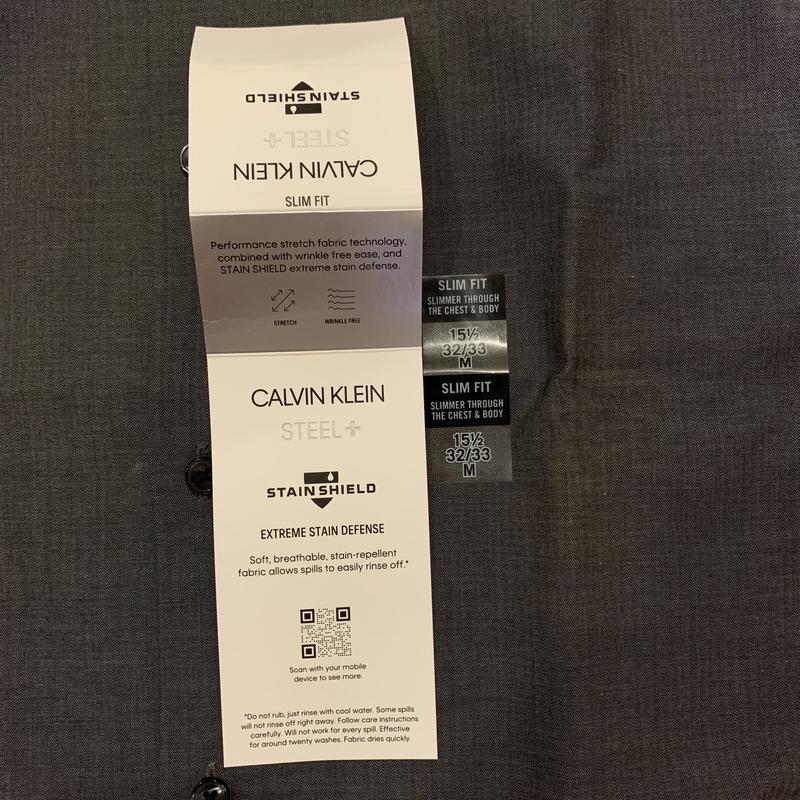 STAIN SHIELD
STEEL+
CALVIN KLEIN
SLIM FIT
Performance stretch fabric technology,
combined with wrinkle free ease, and
STAIN SHIELD extreme stain defense.
STRETCH
WRINKLE FREE
CALVIN KLEIN
STEEL+
STAIN SHIELD
EXTREME STAIN DEFENSE
Soft, breathable, stain-repellent
fabric allows spills to easily rinse off.*
Scan with your mobile
device to see more.
*Do not rub, just rinse with cool water. Some spills
will not rinse off right away. Follow care instructions
carefully. Will not work for every spill. Effective
for around twenty washes. Fabric dries quickly.
SLIM FIT
SLIMMER THROUGH
THE CHEST & BODY
15½
32/33
M
SLIM FIT
SLIMMER THROUGH
THE CHEST & BODY
15½
32/33
M